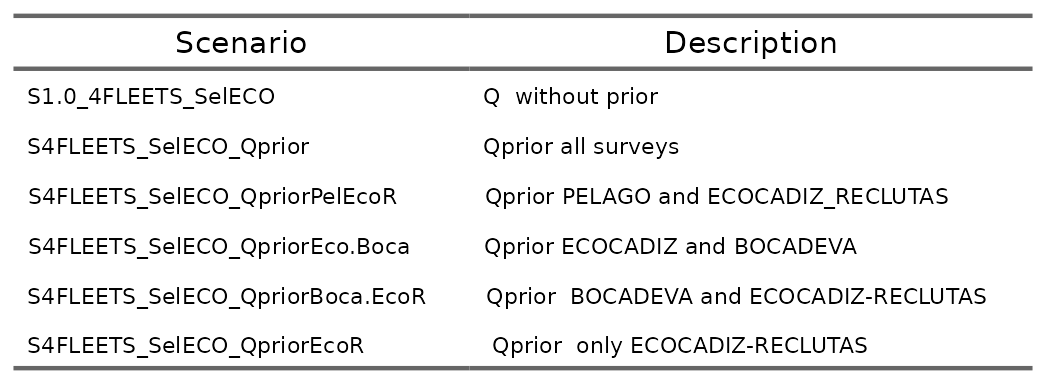 Scenario Description
S1.0_4FLEETS_SelECO Q without prior
S4FLEETS_SelECO_Qprior Qprior all surveys
S4FLEETS_SelECO_QpriorPelEcoR Qprior PELAGO and ECOCADIZ_RECLUTAS
S4FLEETS_SelECO_QpriorEco.Boca Qprior ECOCADIZ and BOCADEVA
S4FLEETS_SelECO_QpriorBoca.EcoR Qprior BOCADEVA and ECOCADIZ-RECLUTAS
S4FLEETS_SelECO_QpriorEcoR Qprior only ECOCADIZ-RECLUTAS